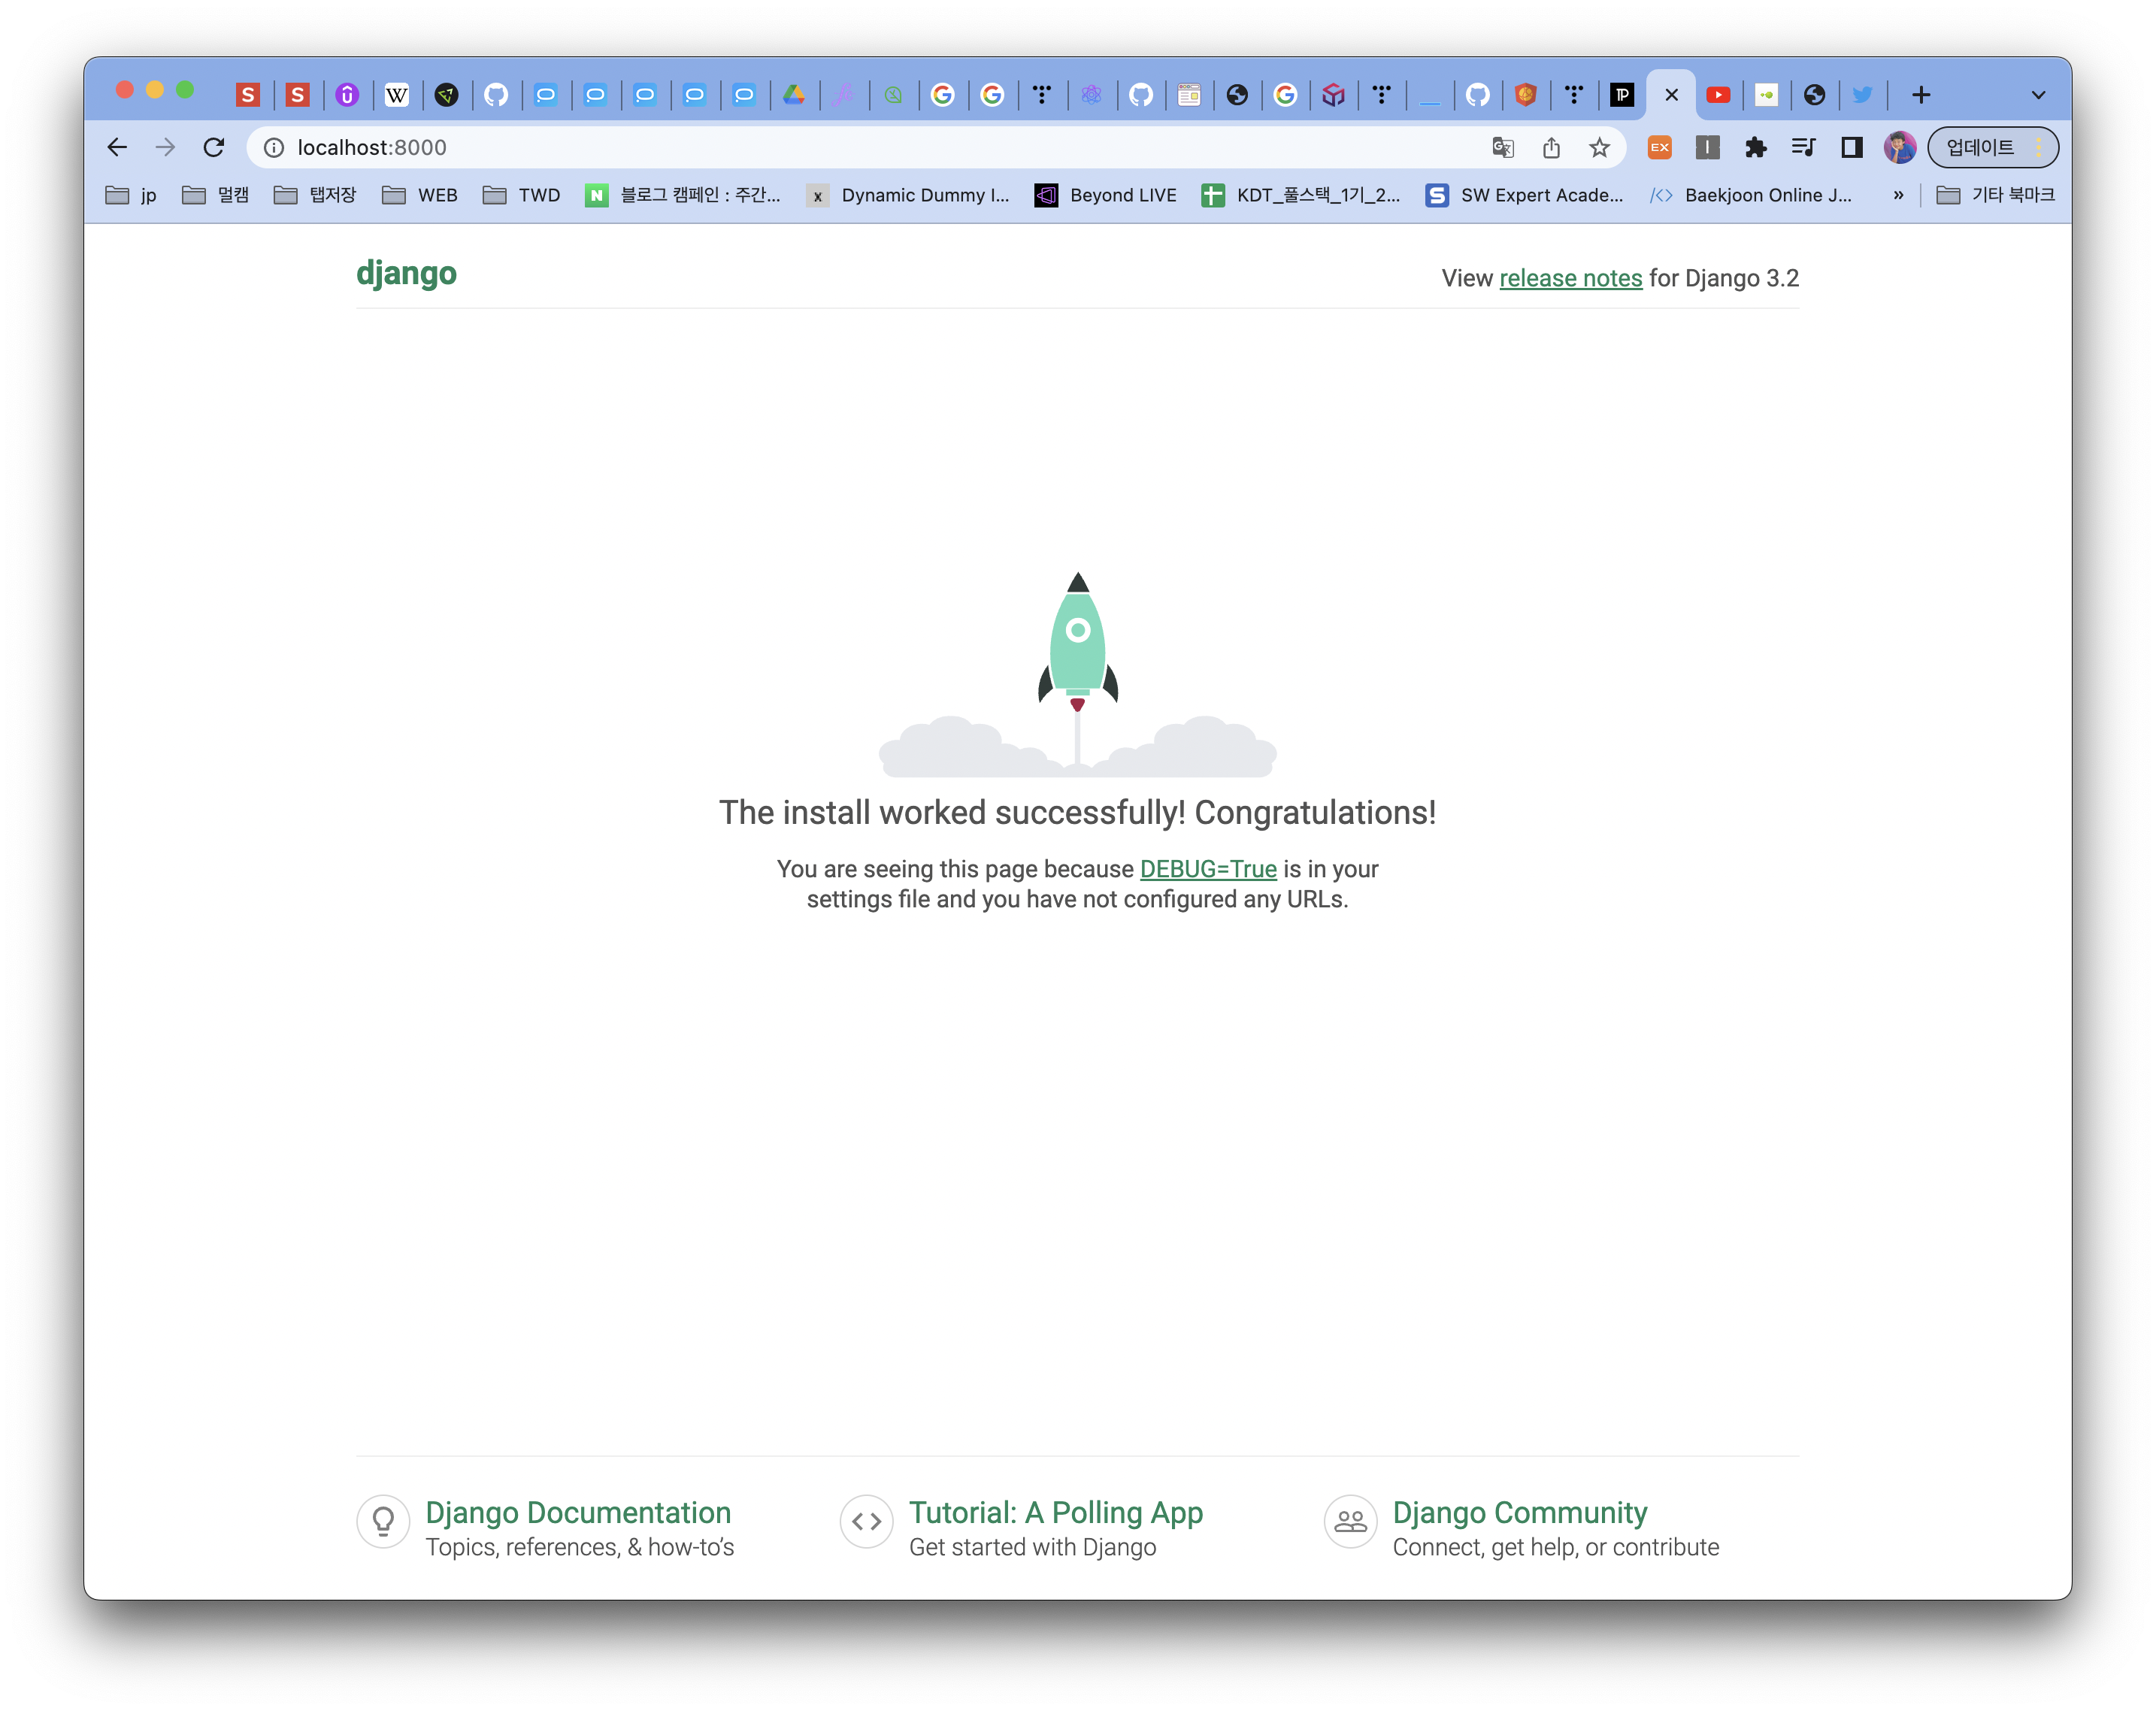 localhost:8000
업데이트
jp
멀캠
탭저장
WEB
TWD
블로그 캠페인 : 주간...
Dynamic Dummy I...
Beyond LIVE
KDT_풀스택_1기_2...
SW Expert Acade...
Baekjoon Online J...
»
기타 북마크
django
View release notes for Django 3.2
The install worked successfully! Congratulations!
You are seeing this page because DEBUG=True is in your
settings file and you have not configured any URLs.
Django Documentation
Topics, references, & how-to’s
Tutorial: A Polling App
Get started with Django
Django Community
Connect, get help, or contribute